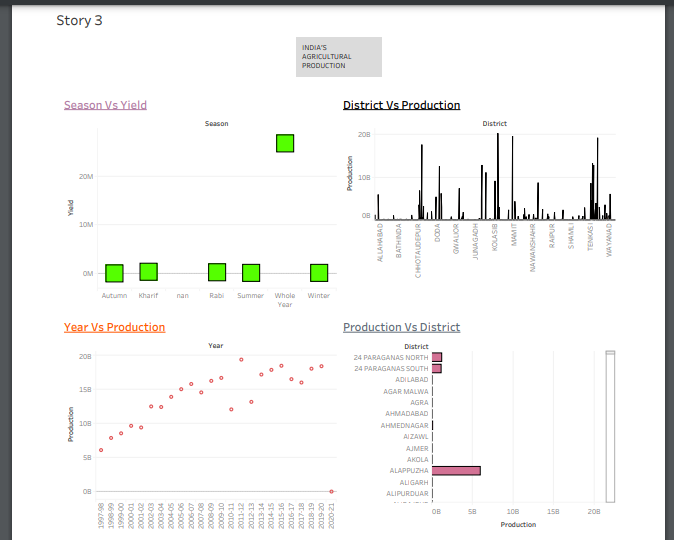 Story 3
INDIA'S
AGRICULTURAL
PRODUCTION
Season Vs Yield
Season
Yield
20M
10M
0M
Autumn
Kharif
nan
Rabi
Summer
Whole
Year
Winter
District Vs Production
District
Production
20B
10B
0B
ALLAHABAD
BATHINDA
CHHOTAUDEPUR
DODA
GWALIOR
JUNAGADH
KOLASIB
MAMIT
NAWANSHAHR
RAIPUR
SHAMLI
TENKASI
WAYANAD
Year Vs Production
Year
Production
20B
15B
10B
5B
0B
1997-98
1998-99
1999-00
2000-01
2001-02
2002-03
2003-04
2004-05
2005-06
2006-07
2007-08
2008-09
2009-10
2010-11
2011-12
2012-13
2013-14
2014-15
2015-16
2016-17
2017-18
2018-19
2019-20
2020-21
Production Vs District
District
24 PARAGANAS NORTH
24 PARAGANAS SOUTH
ADILABAD
AGAR MALWA
AGRA
AHMADABAD
AHMEDNAGAR
AIZAWL
AJMER
AKOLA
ALAPPUZHA
ALIGARH
ALIPURDUAR
0B
5B
10B
15B
20B
Production